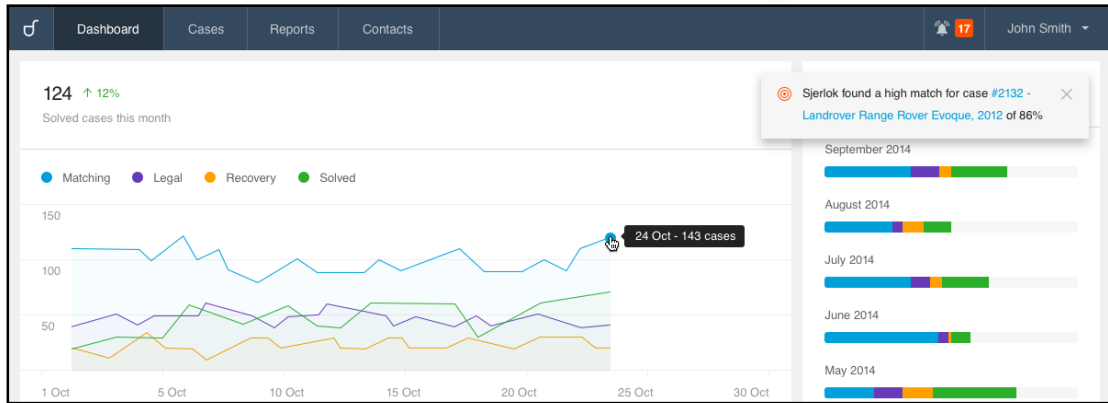 Dashboard Cases Reports Contacts 17 John Smith
124 12%
Solved cases this month
Sjerlok found a high match for case #2132 -
Landrover Range Rover Evoque, 2012 of 86%
Matching Legal Recovery Solved
150
100
50
24 Oct - 143 cases
1 Oct 5 Oct 10 Oct 15 Oct 20 Oct 25 Oct 30 Oct
September 2014
August 2014
July 2014
June 2014
May 2014